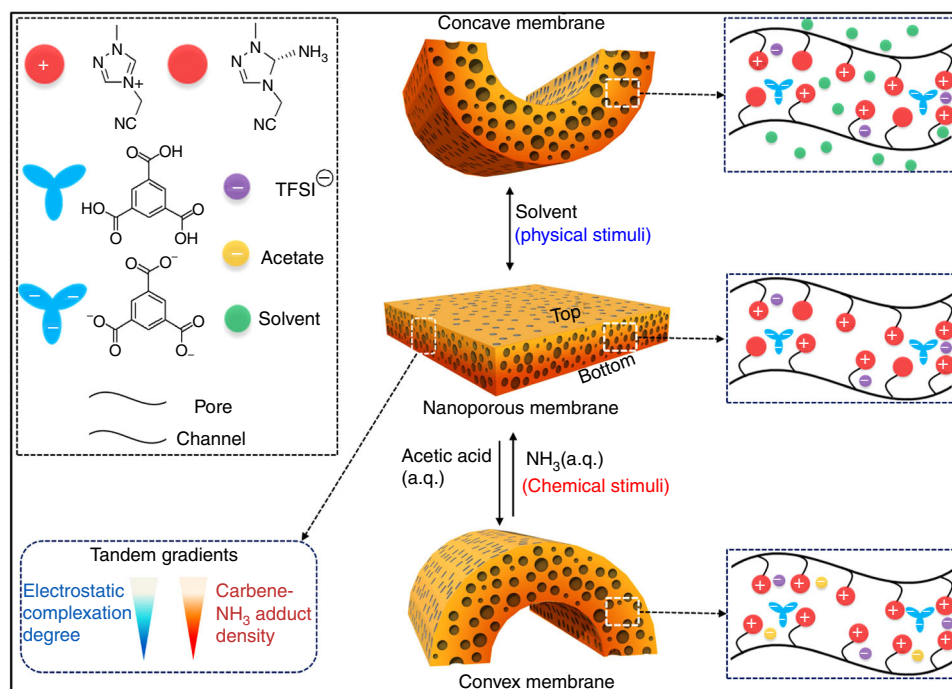 Concave membrane
+
N
N
N
+
NC
N
N
N
NH3
NC
O
OH
HO
O
O
OH
−
TFSI⊖
−
Acetate
O
O−
−O
O
O
O−
− −
−
Solvent
Pore
Channel
Solvent
(physical stimuli)
Top
Bottom
Nanoporous membrane
Acetic acid
(a.q.)
NH3(a.q.)
(Chemical stimuli)
Tandem gradients
Electrostatic
complexation
degree
Carbene-
NH3 adduct
density
Convex membrane